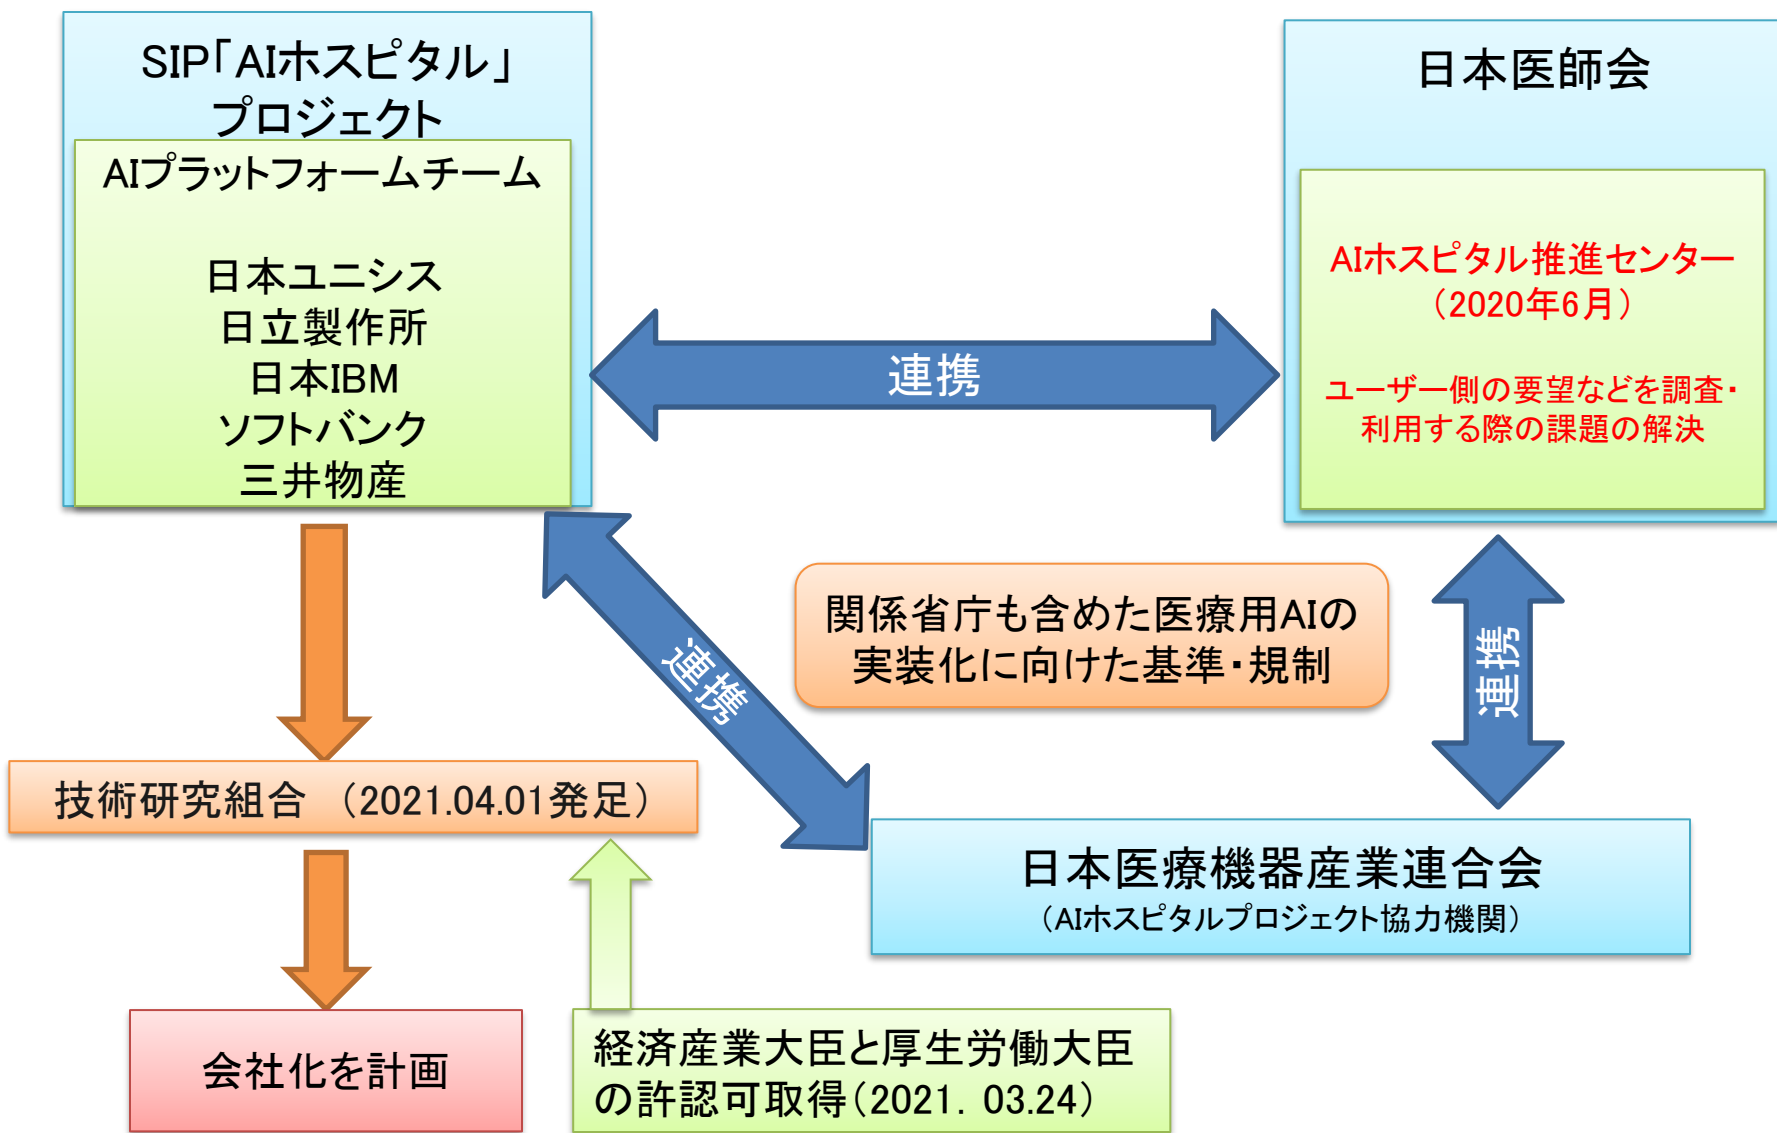 SIP「AIホスピタル」
プロジェクト
AIプラットフォームチーム
日本ユニシス
日立製作所
日本IBM
ソフトバンク
三井物産
連携
日本医師会
AIホスピタル推進センター
（2020年6月）
ユーザー側の要望などを調査・
利用する際の課題の解決
連携
関係省庁も含めた医療用AIの
実装化に向けた基準・規制
連携
技術研究組合　（2021.04.01発足）
日本医療機器産業連合会
（AIホスピタルプロジェクト協力機関）
会社化を計画
経済産業大臣と厚生労働大臣
の許認可取得（2021. 03.24）